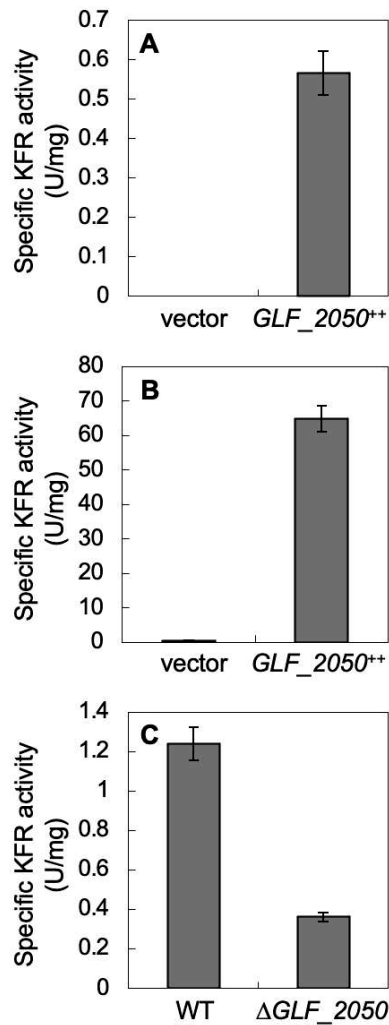 A
Specific KFR activity
(U/mg)
0.7
0.6
0.5
0.4
0.3
0.2
0.1
0
vector GLF_2050++
B
Specific KFR activity
(U/mg)
80
70
60
50
40
30
20
10
0
vector GLF_2050++
C
Specific KFR activity
(U/mg)
1.4
1.2
1
0.8
0.6
0.4
0.2
0
WT ΔGLF_2050